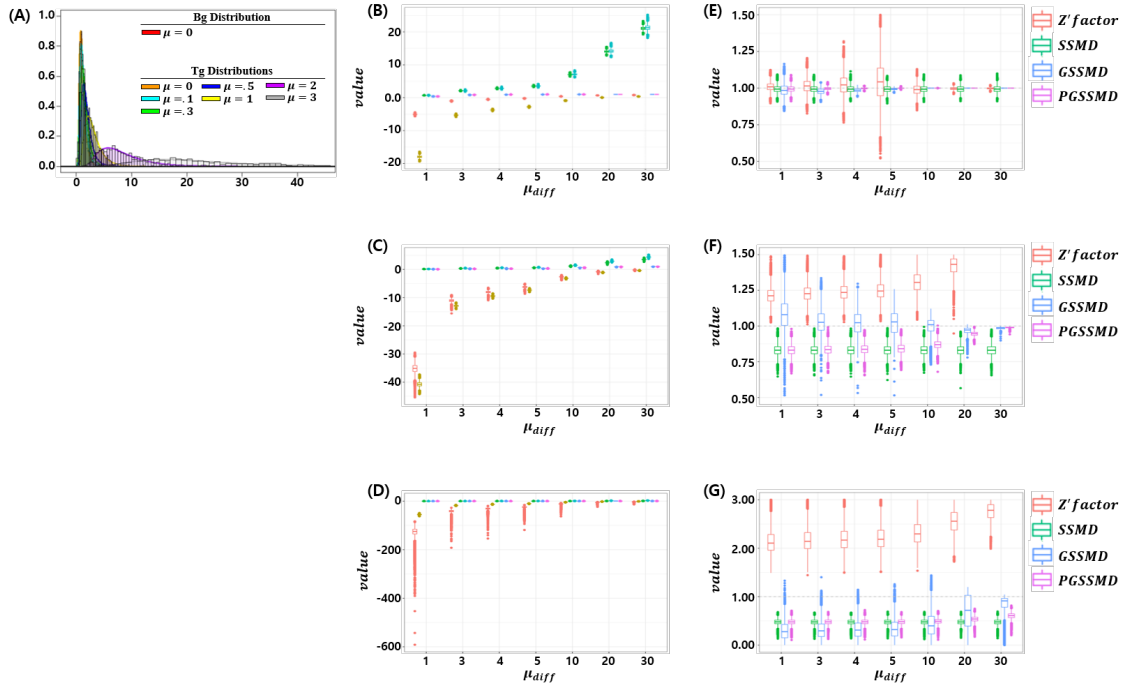 (A)
Bg Distribution
μ = 0
Tg Distributions
μ = 0 μ = .5 μ = 2
μ =. 1 μ = 1 μ = 3
μ =. 3
1.0
0.8
0.6
0.4
0.2
0.0
0 10 20 30 40
(B)
value
30
20
10
0.0
-10
-20
1 3 4 5 10 20 30
μdiff
(E)
value
1.50
1.25
1.00
0.75
0.50
1 3 4 5 10 20 30
μdiff
Z'factor
SSMD
GSSMD
PGSSMD
(C)
value
0
-10
-20
-30
-40
1 3 4 5 10 20 30
μdiff
(F)
value
1.50
1.25
1.00
0.75
0.50
1 3 4 5 10 20 30
μdiff
Z'factor
SSMD
GSSMD
PGSSMD
(D)
value
0
-200
-400
-600
1 3 4 5 10 20 30
μdiff
(G)
value
3.00
2.00
1.00
0.00
1 3 4 5 10 20 30
μdiff
Z'factor
SSMD
GSSMD
PGSSMD